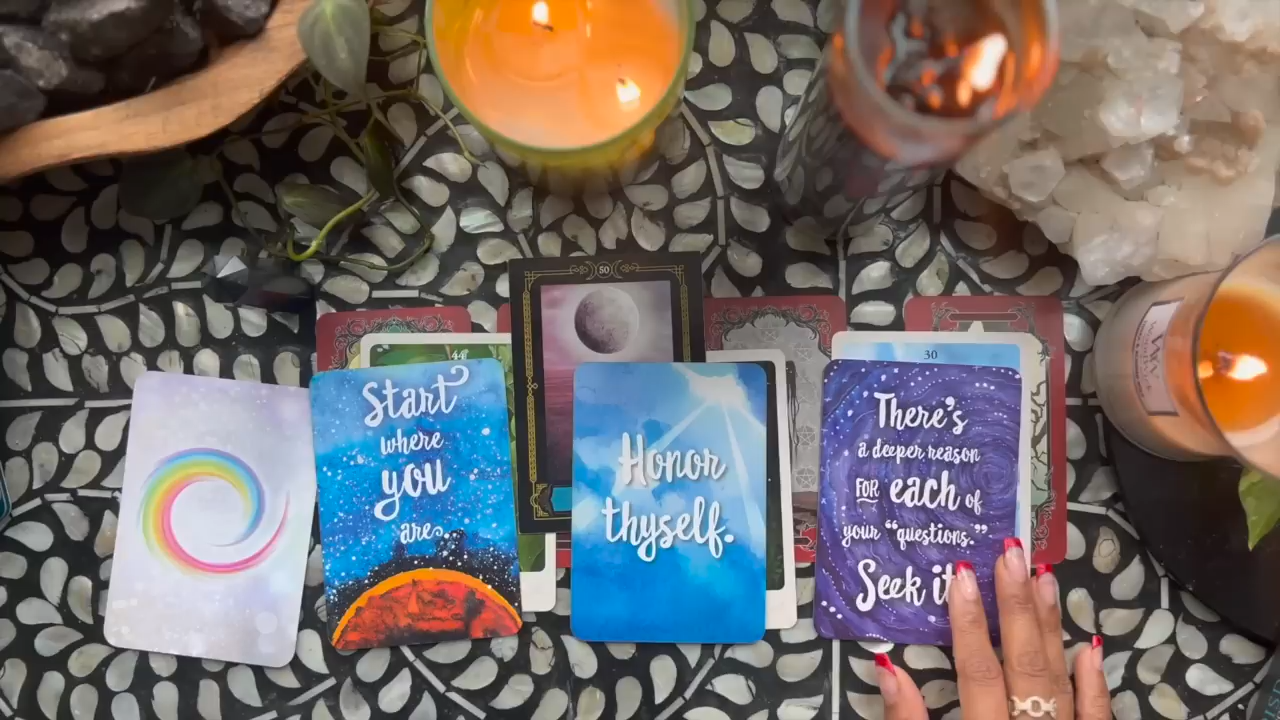 50
44
30
Start
where
you
are.
Honor
thyself.
There's
a deeper reason
FOR each of
your "questions."
Seek it